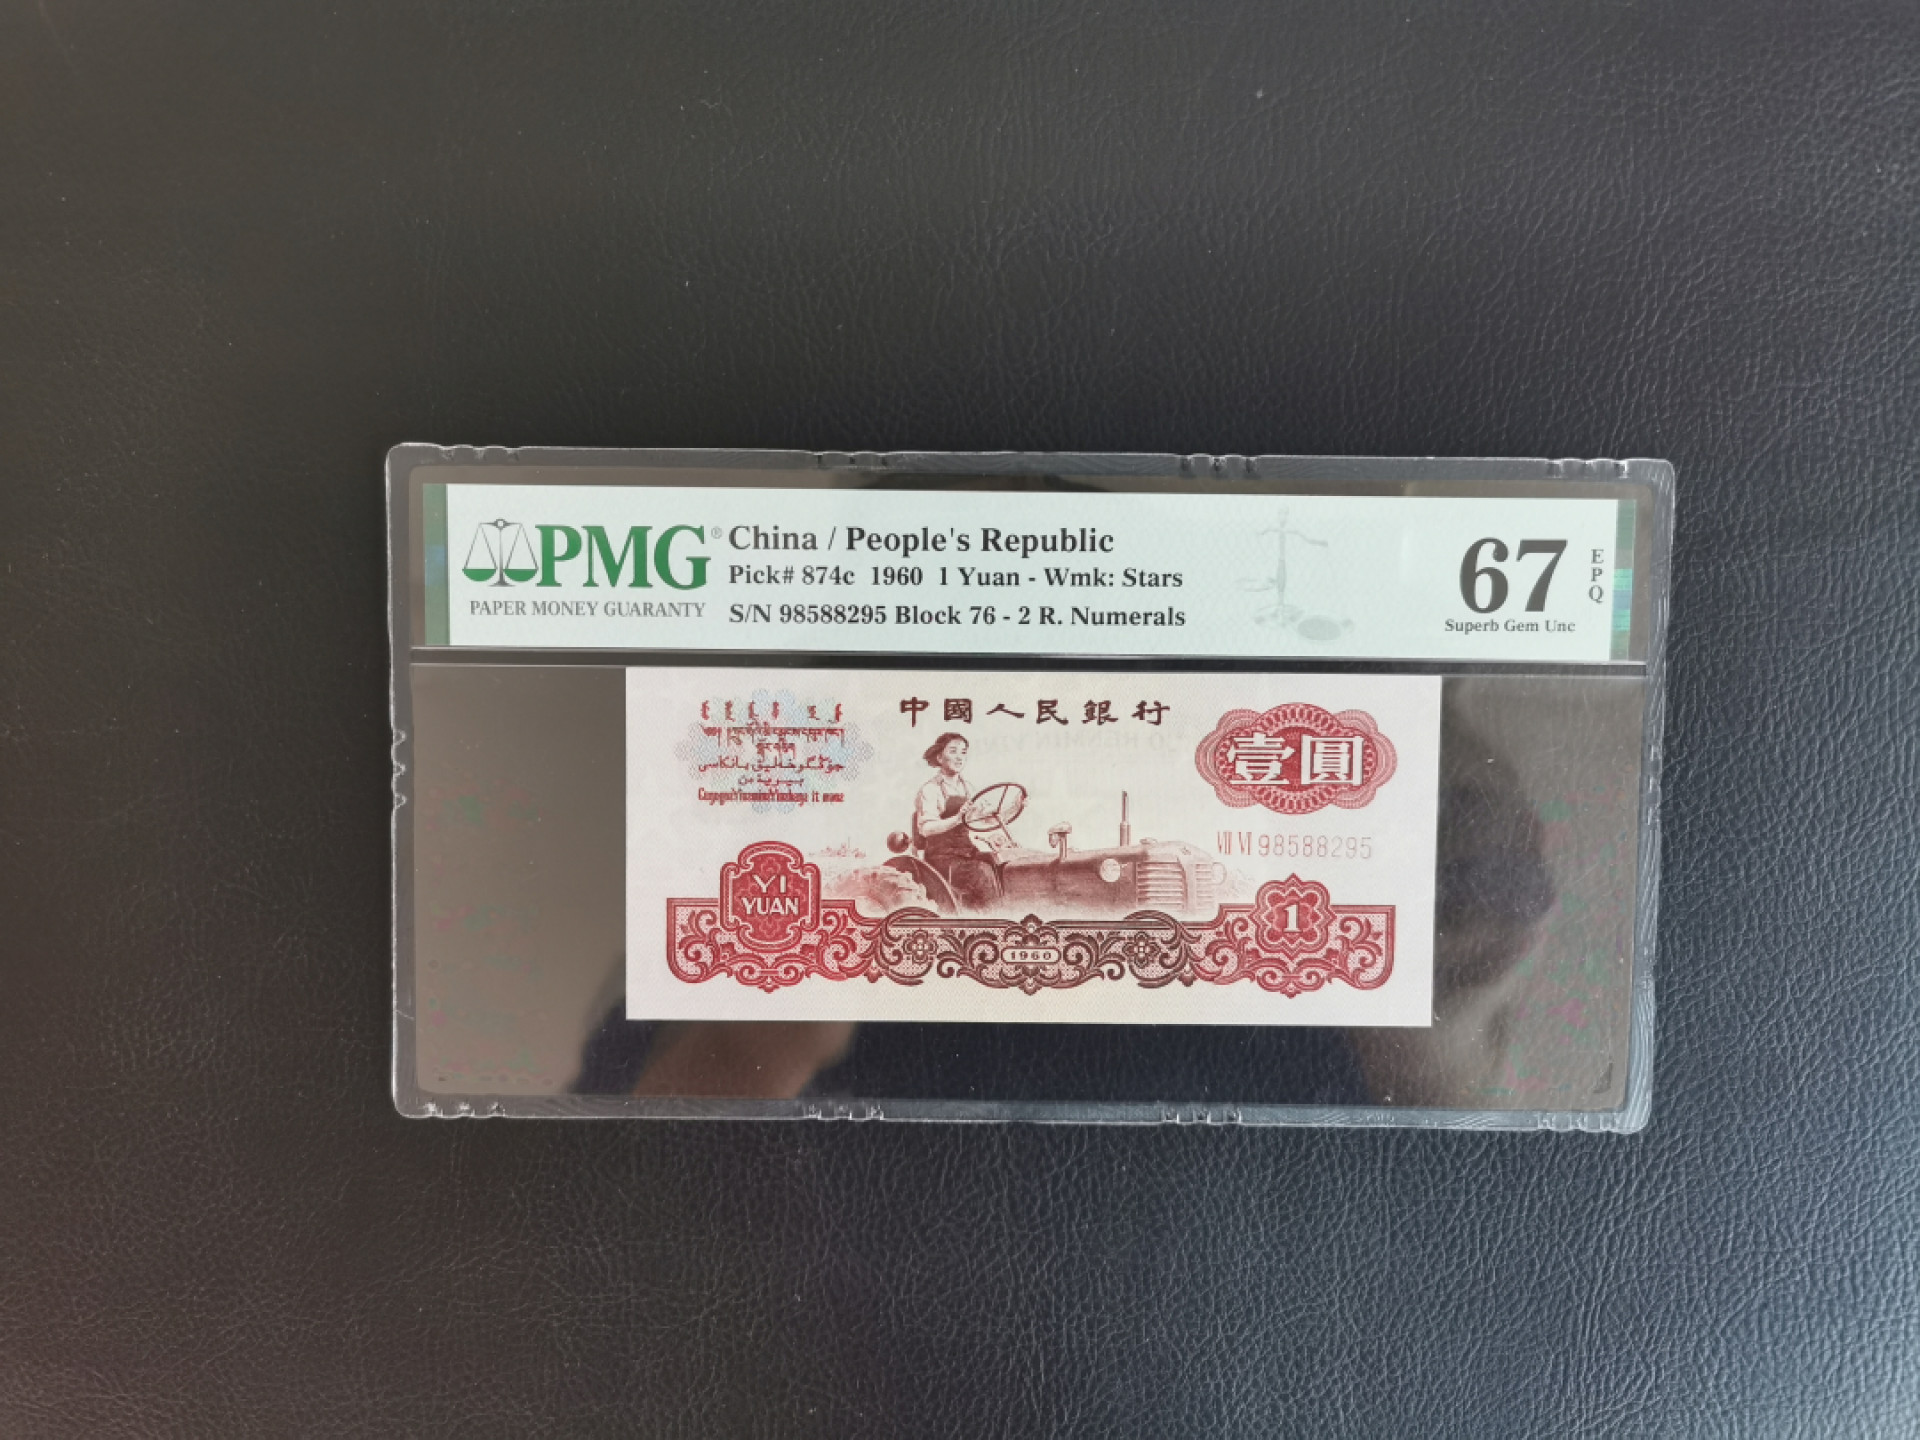 PMG®
PAPER MONEY GUARANTY
China / People's Republic
Pick# 874c 1960 1 Yuan - Wmk: Stars
S/N 98588295 Block 76 - 2 R. Numerals
67
EPQ
Superb Gem Unc
中國人民銀行
壹圓
VII VI 98588295
YI
YUAN
1960
1